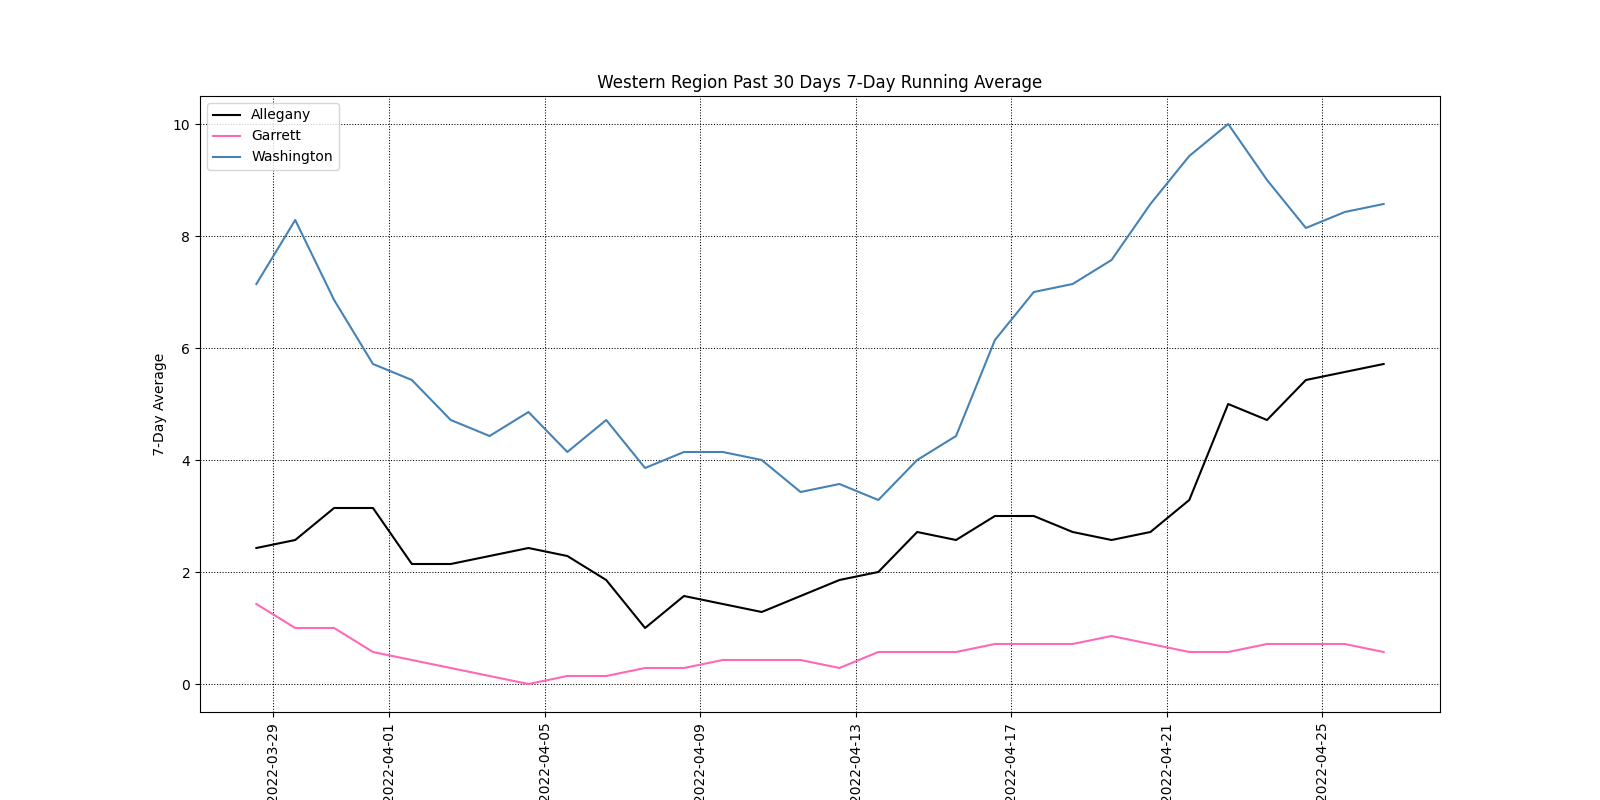 Western Region Past 30 Days 7-Day Running Average
Allegany
Garrett
Washington
7-Day Average
10
8
6
4
2
0
2022-03-29
2022-04-01
2022-04-05
2022-04-09
2022-04-13
2022-04-17
2022-04-21
2022-04-25